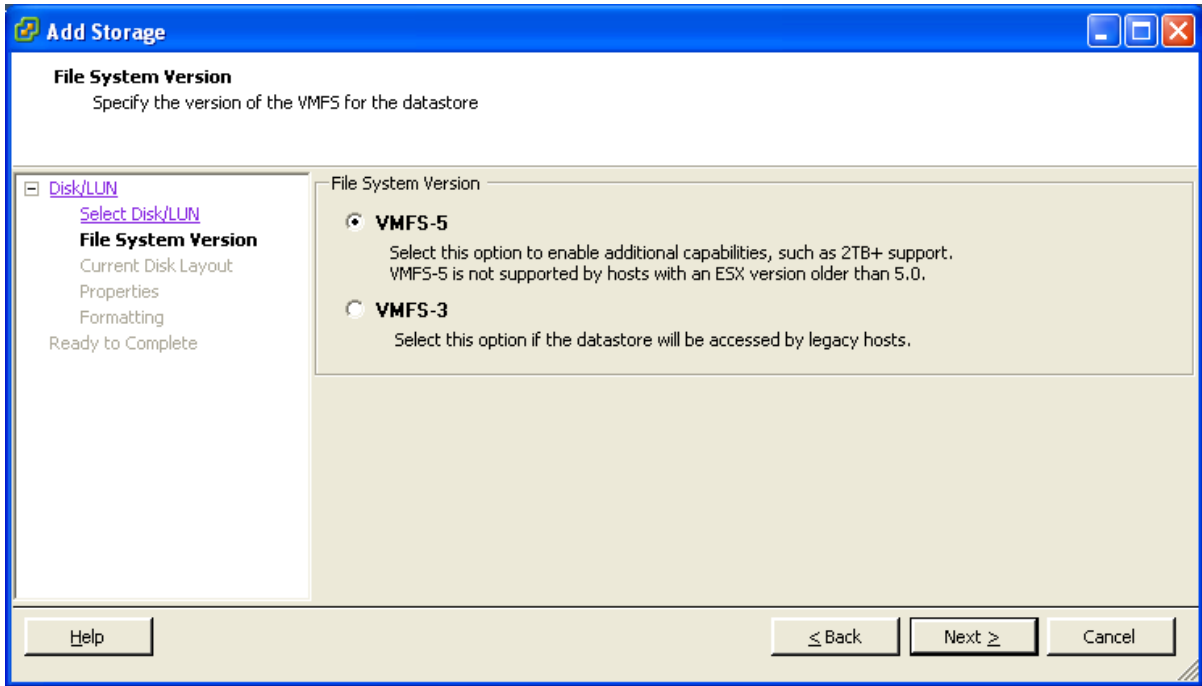 Add Storage
File System Version
Specify the version of the VMFS for the datastore
Disk/LUN
Select Disk/LUN
File System Version
Current Disk Layout
Properties
Formatting
Ready to Complete
File System Version
VMFS-5
Select this option to enable additional capabilities, such as 2TB+ support.
VMFS-5 is not supported by hosts with an ESX version older than 5.0.
VMFS-3
Select this option if the datastore will be accessed by legacy hosts.
Help
< Back
Next >
Cancel